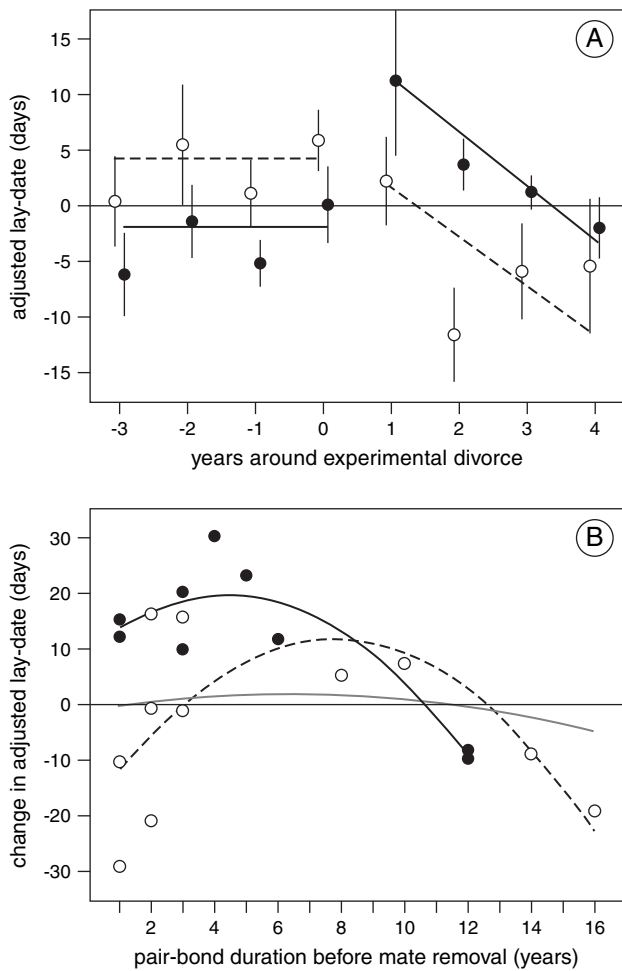 A
adjusted lay-date (days)
15
10
5
0
-5
-10
-15
-3 -2 -1 0 1 2 3 4
years around experimental divorce
B
change in adjusted lay-date (days)
30
20
10
0
-10
-20
-30
2 4 6 8 10 12 14 16
pair-bond duration before mate removal (years)